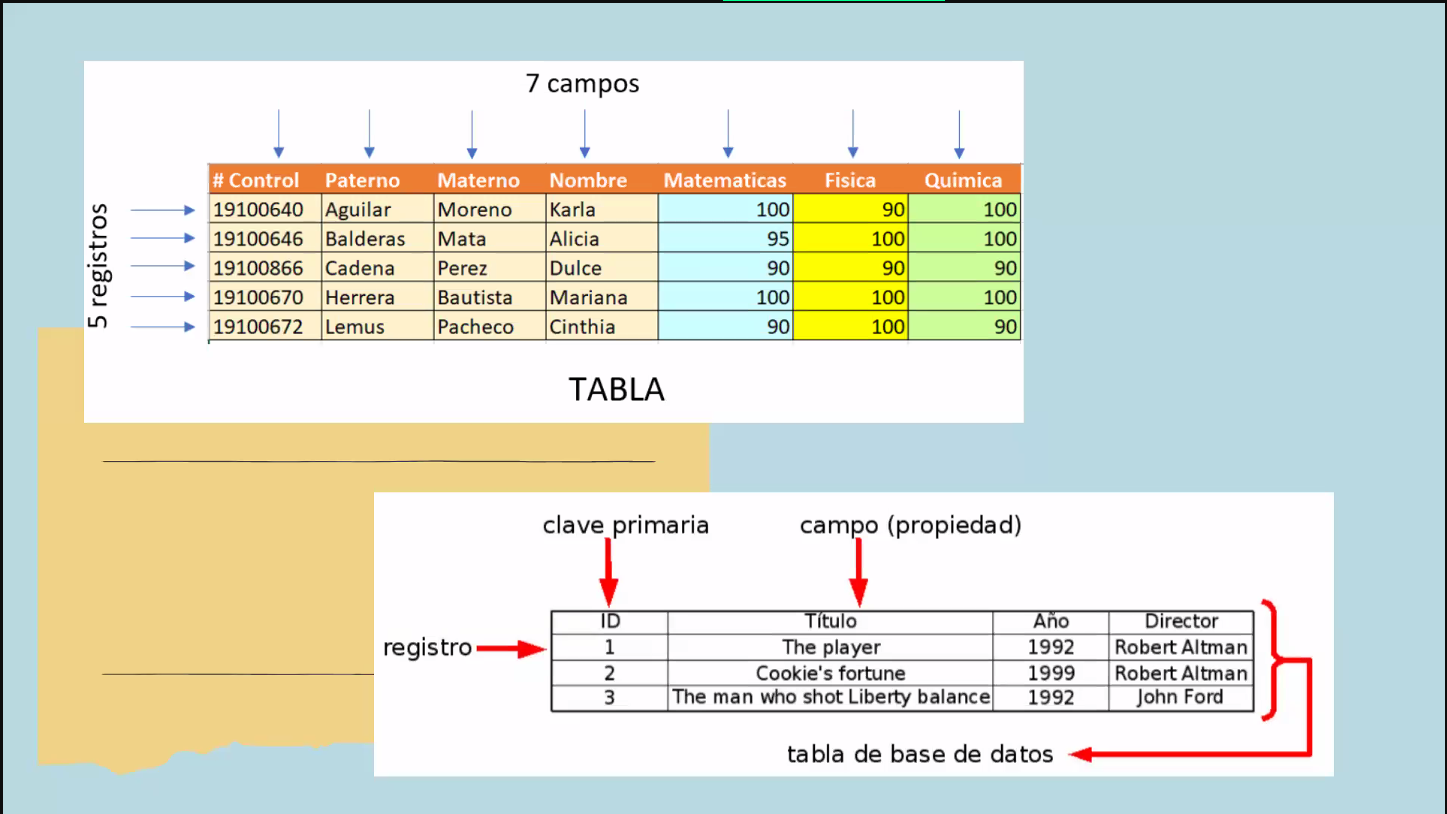 7 campos
5 registros
# Control Paterno Materno Nombre Matematicas Fisica Quimica
19100640 Aguilar Moreno Karla 100 90 100
19100646 Balderas Mata Alicia 95 100 100
19100866 Cadena Perez Dulce 90 90 90
19100670 Herrera Bautista Mariana 100 100 100
19100672 Lemus Pacheco Cinthia 90 100 90
TABLA
clave primaria campo (propiedad)
ID Título Año Director
registro 1 The player 1992 Robert Altman
2 Cookie's fortune 1999 Robert Altman
3 The man who shot Liberty balance 1992 John Ford
tabla de base de datos